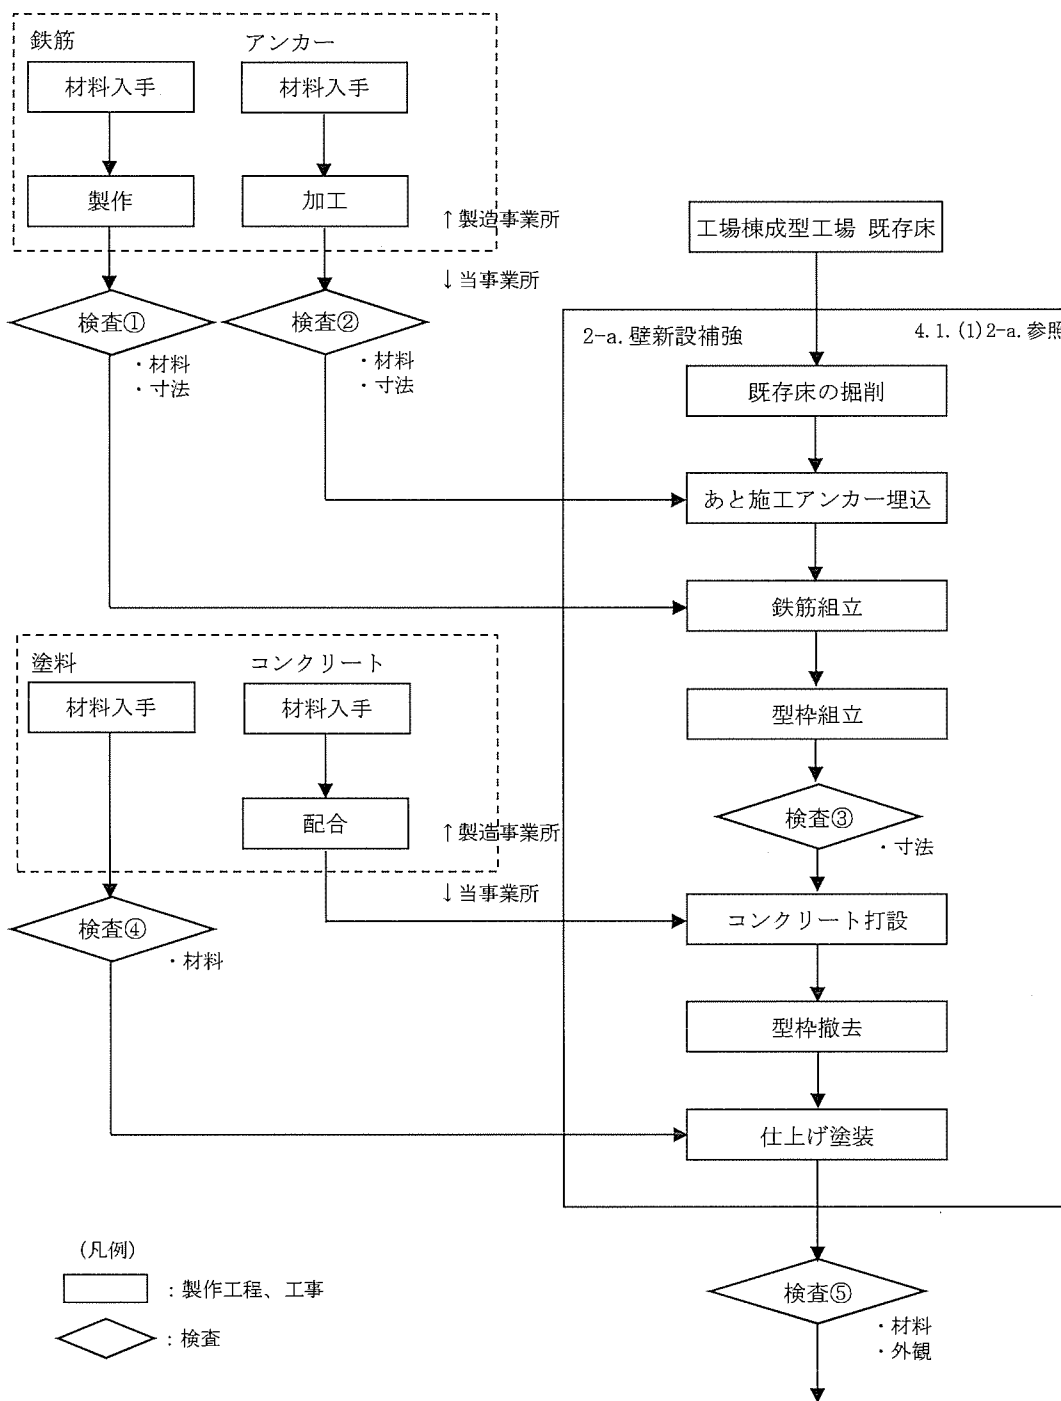 鉄筋
アンカー
材料入手
材料入手
製作
加工
↑製造事業所
↓当事業所
検査①
・材料
・寸法
検査②
・材料
・寸法
工場棟成型工場 既存床
2-a.壁新設補強
4.1.(1)2-a.参照
既存床の掘削
あと施工アンカー埋込
鉄筋組立
型枠組立
検査③
・寸法
塗料
コンクリート
材料入手
材料入手
配合
↑製造事業所
↓当事業所
検査④
・材料
コンクリート打設
型枠撤去
仕上げ塗装
検査⑤
・材料
・外観
(凡例)
：製作工程、工事
：検査